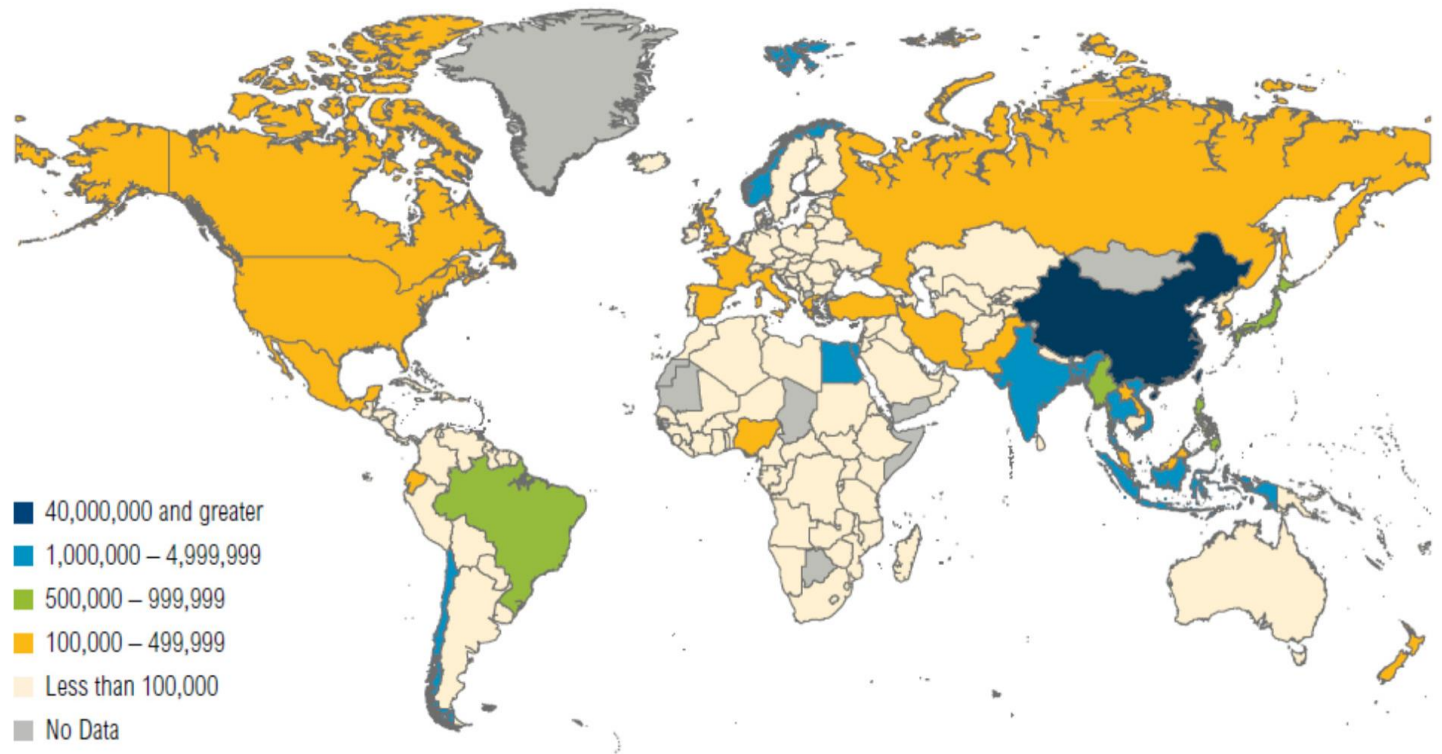 40,000,000 and greater
1,000,000 – 4,999,999
500,000 – 999,999
100,000 – 499,999
Less than 100,000
No Data